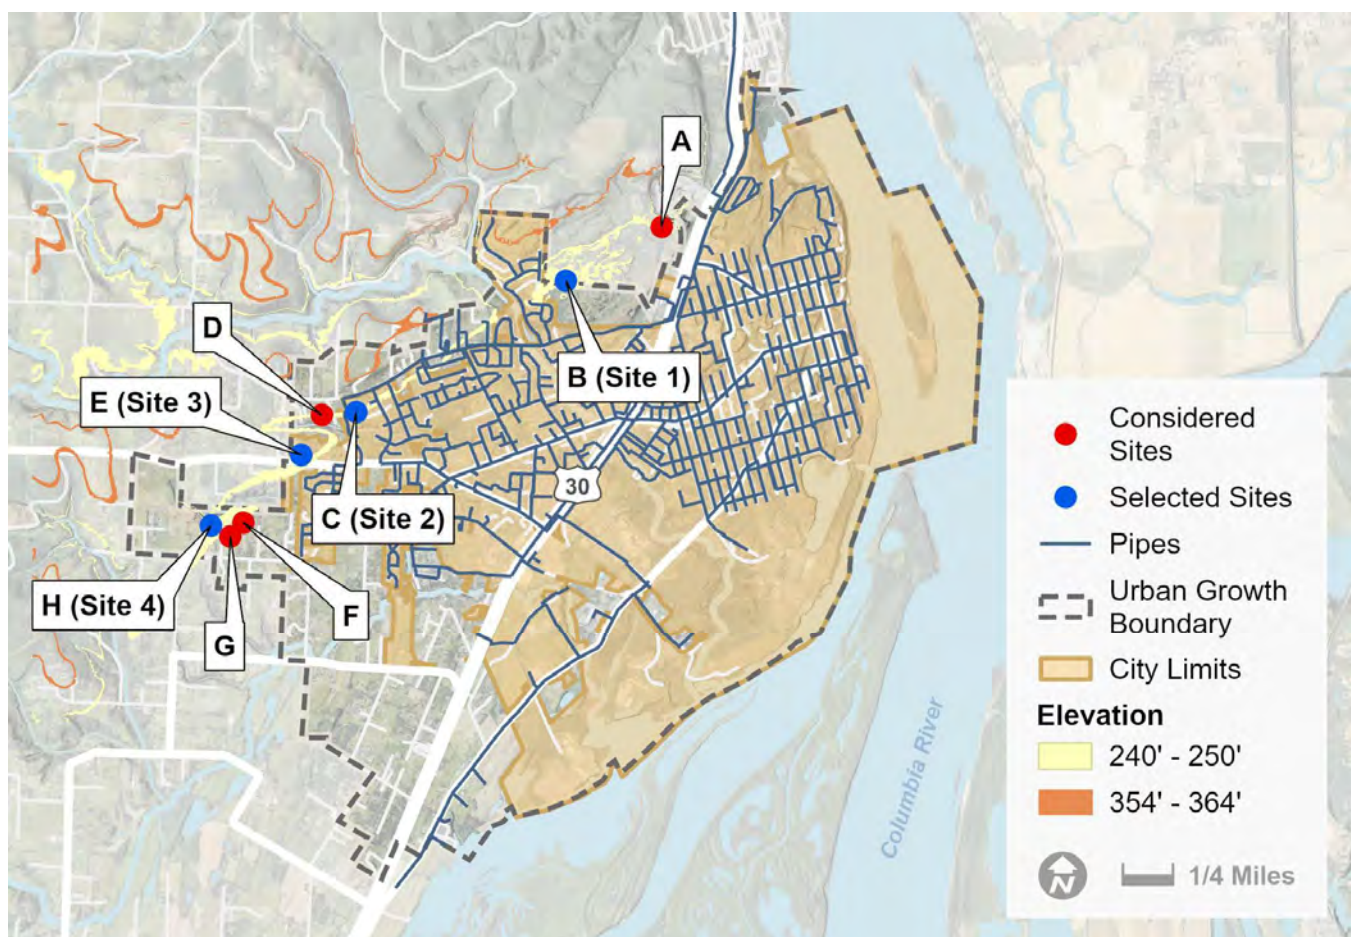 A
D
B (Site 1)
E (Site 3)
C (Site 2)
30
H (Site 4)
G
F
Columbia River
Considered
Sites
Selected Sites
Pipes
Urban Growth
Boundary
City Limits
Elevation
240' - 250'
354' - 364'
N
1/4 Miles